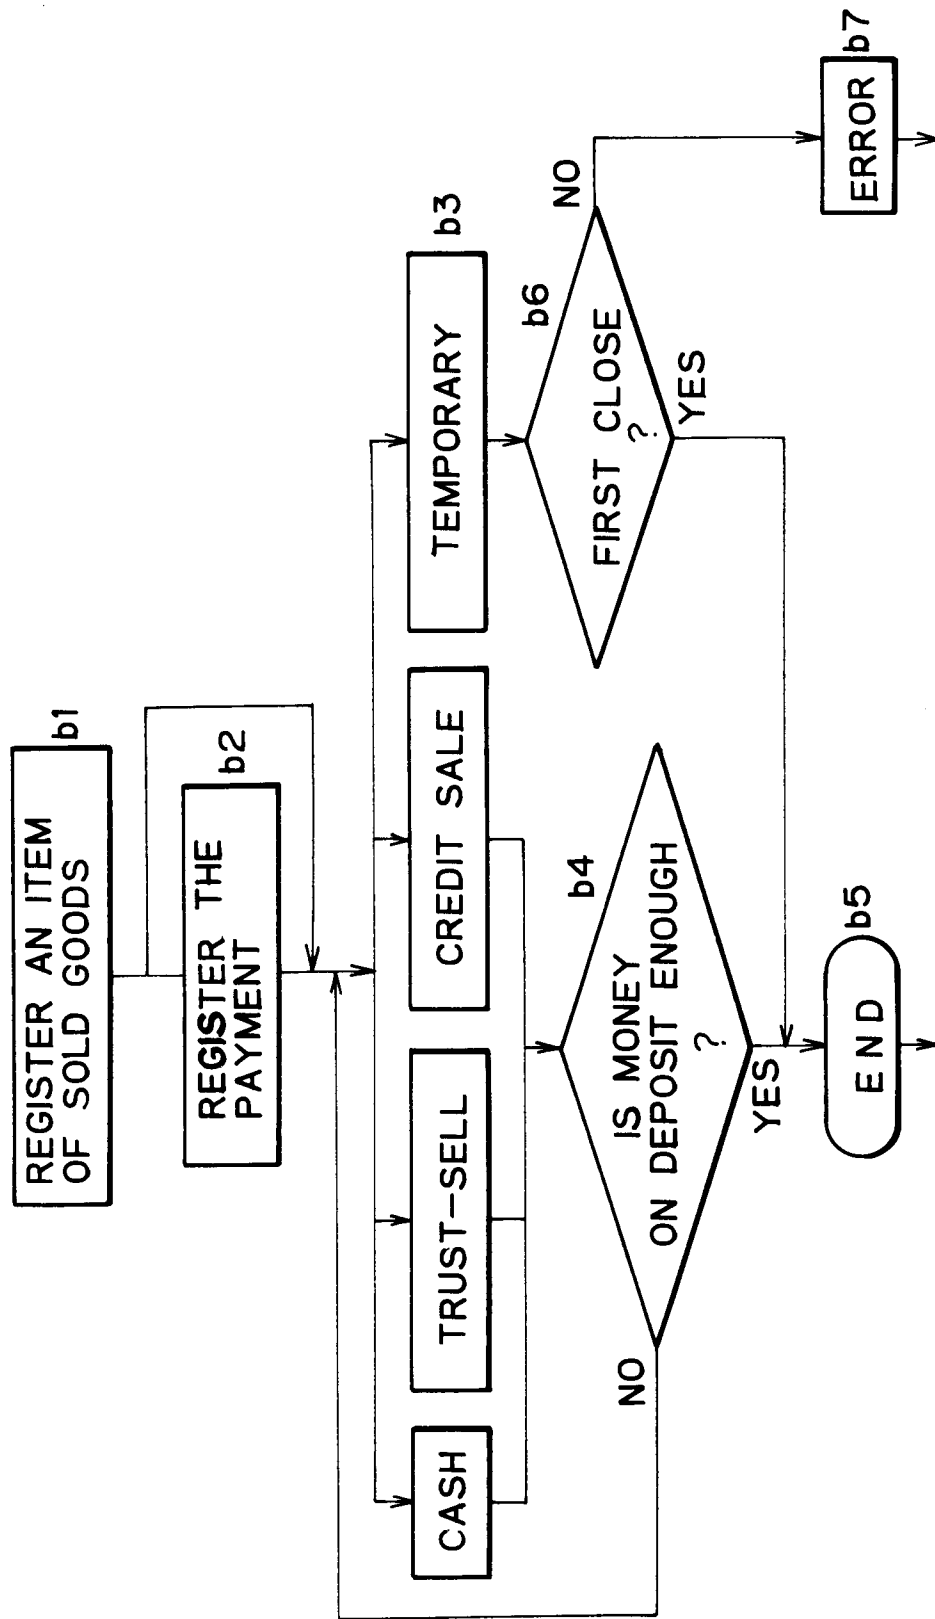 REGISTER AN ITEM
OF SOLD GOODS
b1
REGISTER THE
PAYMENT
b2
CASH
TRUST-SELL
CREDIT SALE
TEMPORARY
b3
IS MONEY
ON DEPOSIT ENOUGH
?
b4
NO
YES
FIRST CLOSE
?
b6
NO
YES
END
b5
ERROR
b7